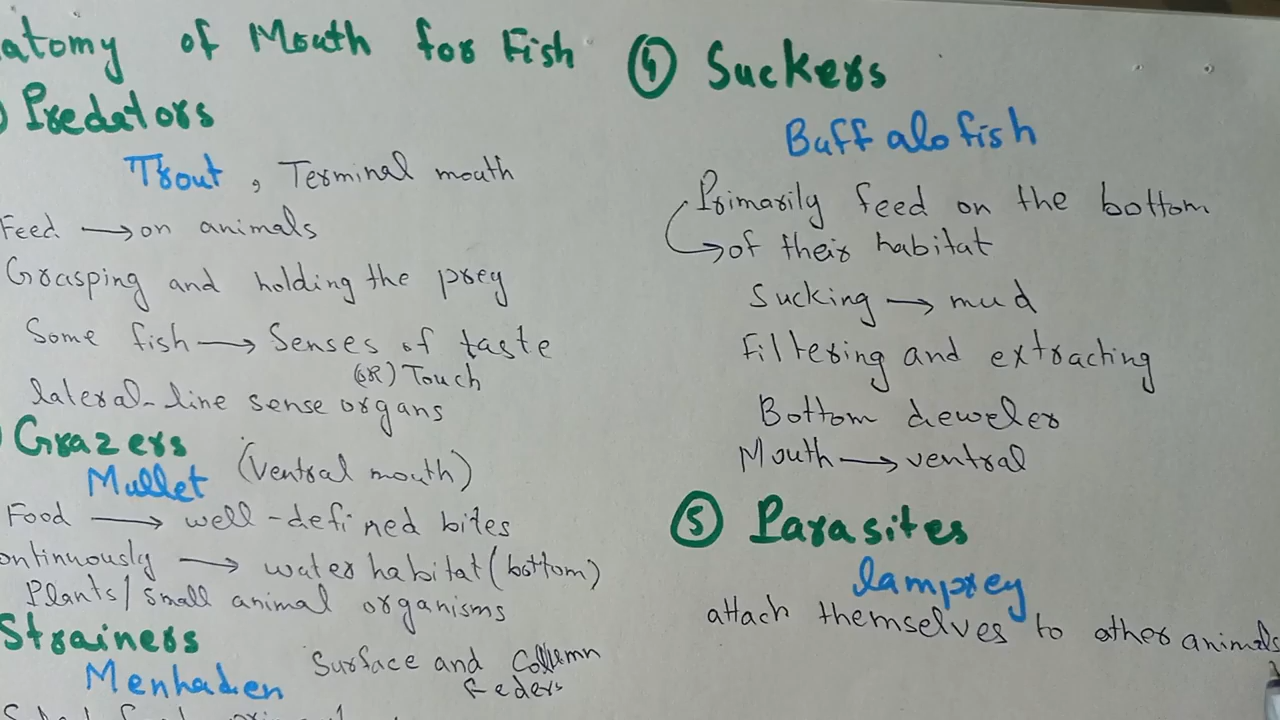 atomy of Mouth for Fish
Predators
Trout, Terminal mouth
Feed → on animals
Grasping and holding the prey
Some fish → Senses of taste
(OR) Touch
lateral-line sense organs
Grazers
Mullet (Ventral mouth)
Food → well-defined bites
ontinuously → water habitat (bottom)
Plants/small animal organisms
Strainers
Menhaden Surface and Column
feders
④ Suckers
Buffalofish
Primarily feed on the bottom
→ of their habitat
Sucking → mud
Filtering and extracting
Bottom deweler
Mouth → ventral
⑤ Parasites
lamprey
attach themselves to other animals